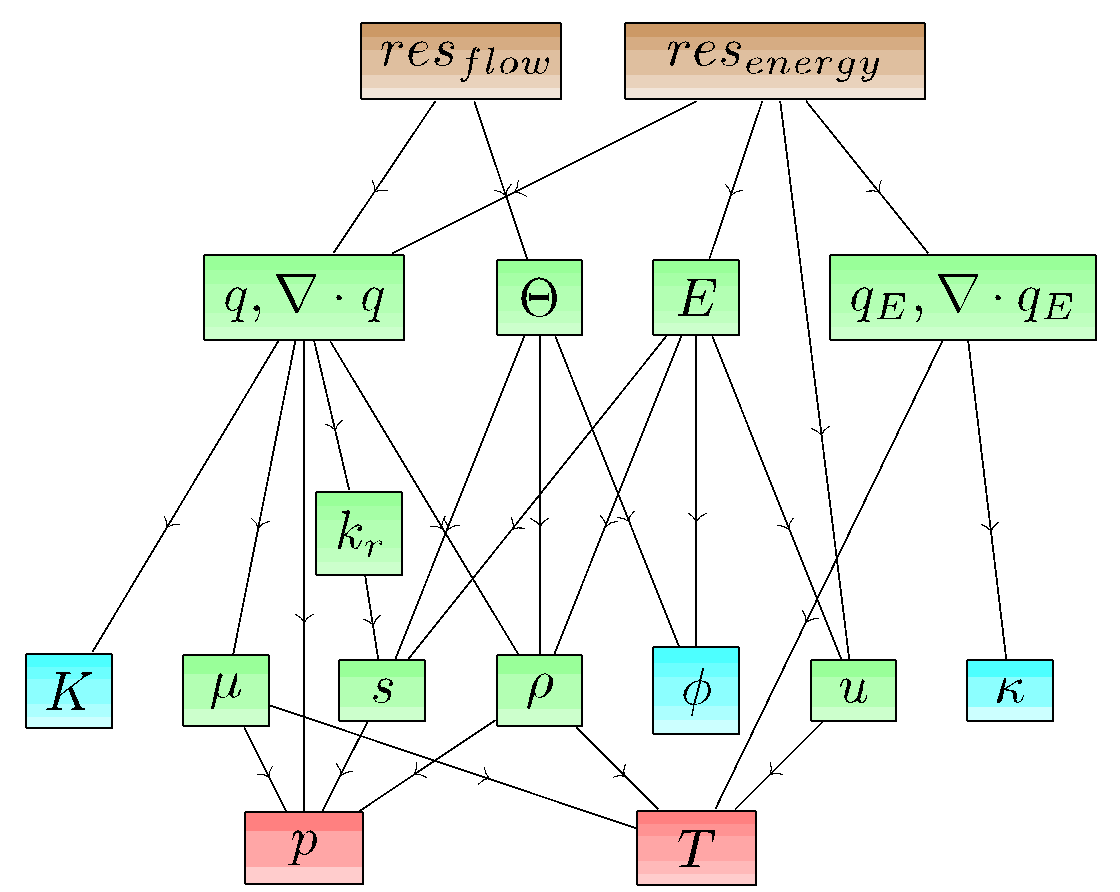 res_flow res_energy
q, ∇ · q Θ E q_E, ∇ · q_E
k_r
K μ s ρ ϕ u κ
p T